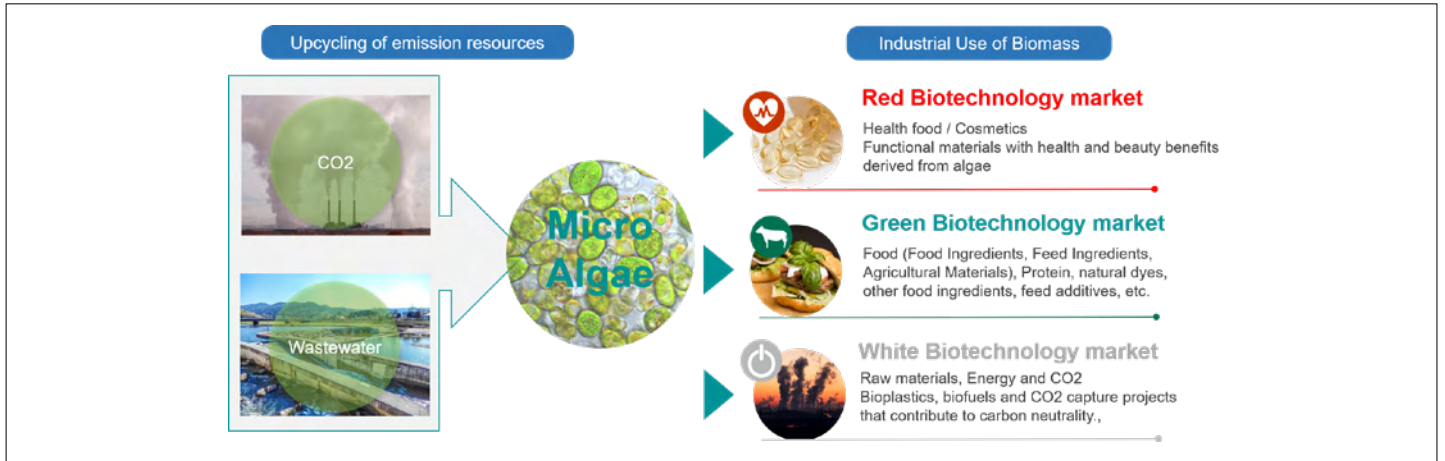 Upcycling of emission resources
Industrial Use of Biomass
CO2
Wastewater
Micro
Algae
Red Biotechnology market
Health food / Cosmetics
Functional materials with health and beauty benefits
derived from algae
Green Biotechnology market
Food (Food Ingredients, Feed Ingredients,
Agricultural Materials), Protein, natural dyes,
other food ingredients, feed additives, etc.
White Biotechnology market
Raw materials, Energy and CO2
Bioplastics, biofuels and CO2 capture projects
that contribute to carbon neutrality.,